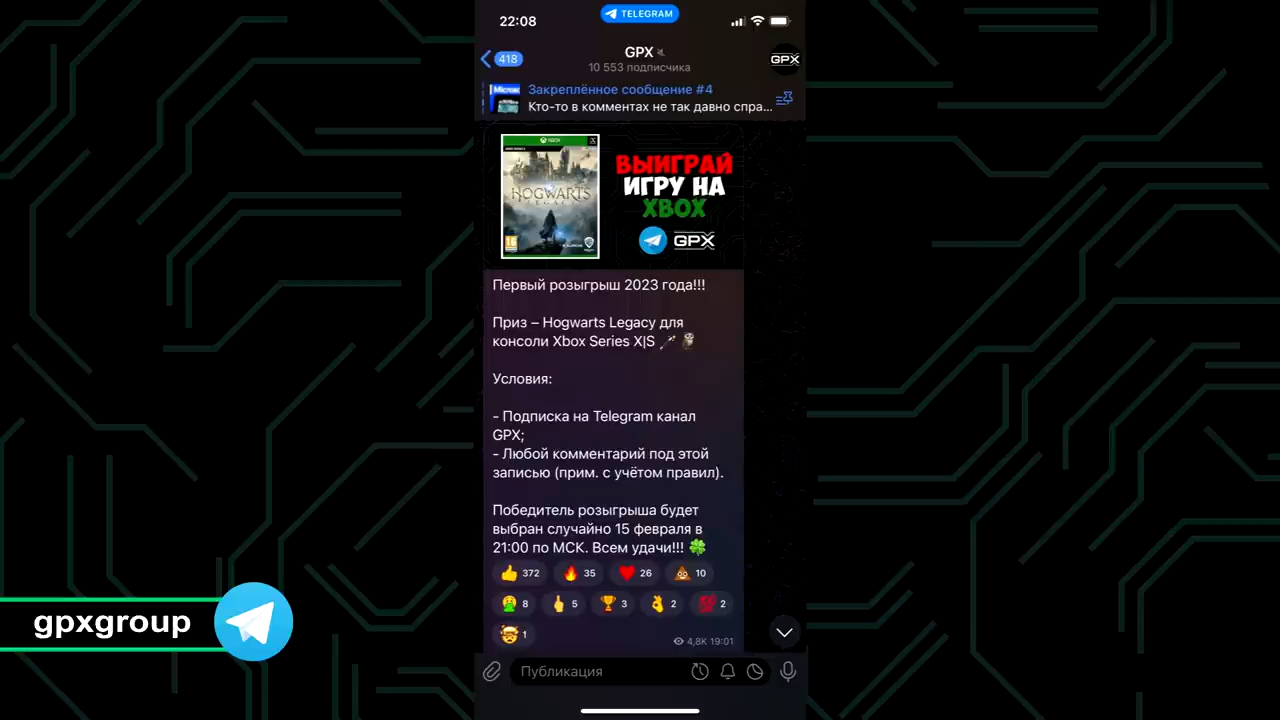 22:08
TELEGRAM
418
GPX
10 553 подписчика
GPX
Закреплённое сообщение #4
Кто-то в комментах не так давно спра...
XBOX
HOGWARTS
ВЫИГРАЙ
ИГРУ НА
XBOX
GPX
Первый розыгрыш 2023 года!!!
Приз – Hogwarts Legacy для
консоли Xbox Series X|S
Условия:
- Подписка на Telegram канал
GPX;
- Любой комментарий под этой
записью (прим. с учётом правил).
Победитель розыгрыша будет
выбран случайно 15 февраля в
21:00 по МСК. Всем удачи!!! 🍀
👍 372 🔥 35 ❤️ 26 💩 10
🤮 8 🖕 5 🏆 3 👌 2 💯 2
🤯 1
4,8K 19:01
Публикация
gpxgroup